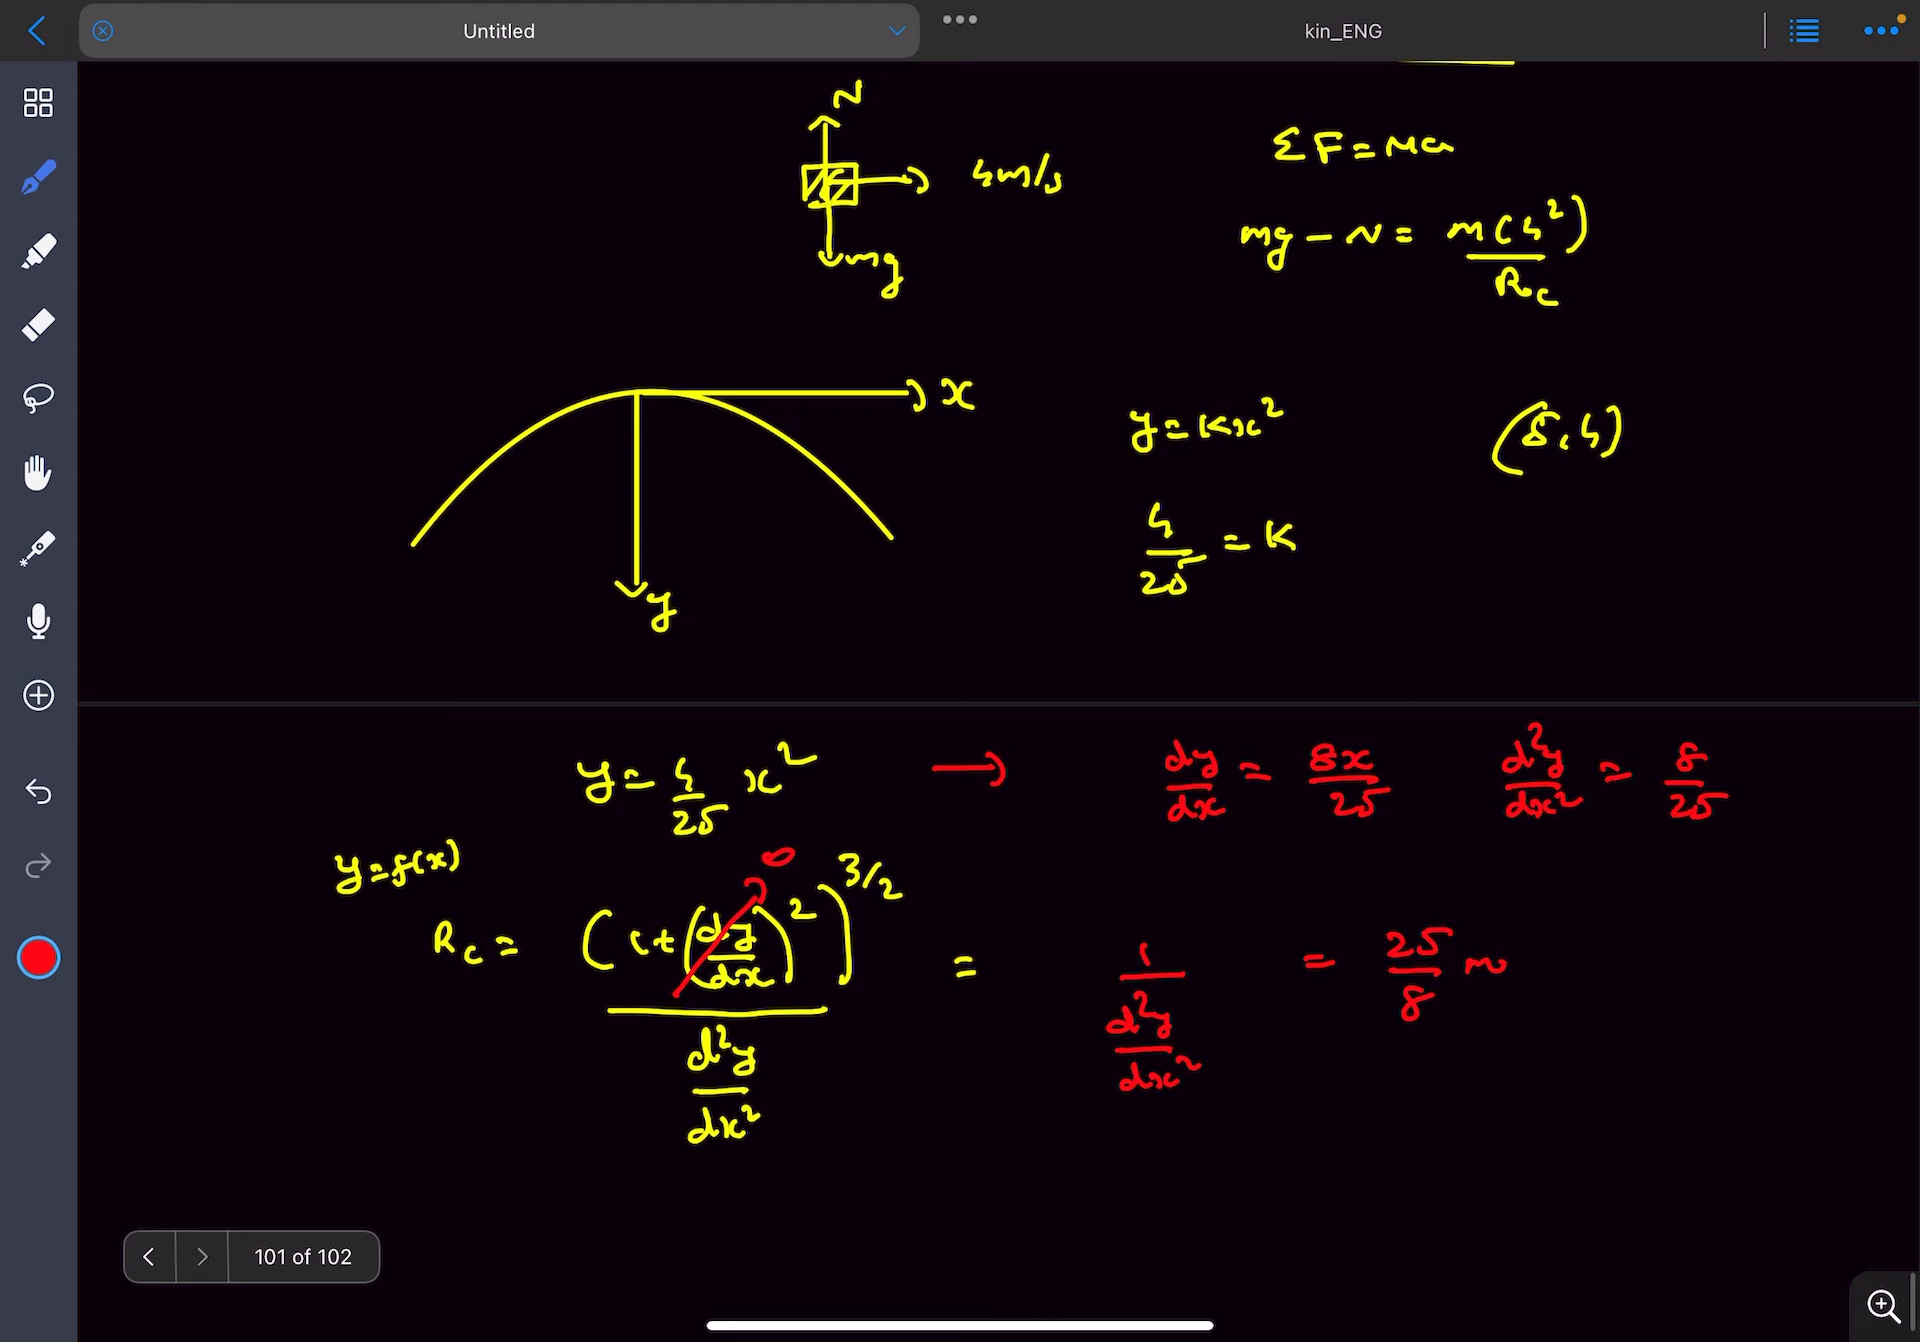 Untitled
kin_ENG
N
4m/s
mg
ΣF = ma
mg - N = m(4²)/Rc
x
y
y = kx²
(5,4)
4/25 = K
y = 4/25 x² → dy/dx = 8x/25 d²y/dx² = 8/25
y = f(x)
Rc = (1+(dy/dx)²)^3/2 / d²y/dx² = 1/(d²y/dx²) = 25/8 m
0
101 of 102